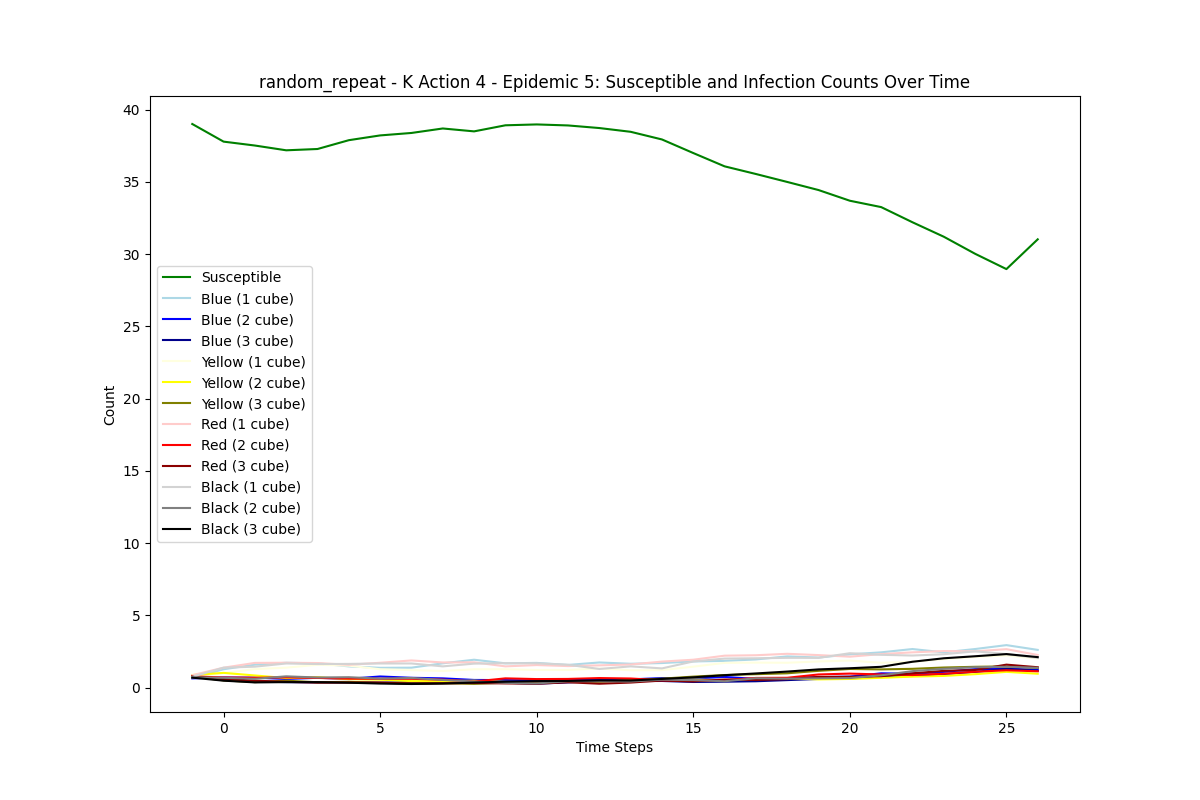 random_repeat - K Action 4 - Epidemic 5: Susceptible and Infection Counts Over Time
40
35
30
25
20
15
10
5
0
Count
Susceptible
Blue (1 cube)
Blue (2 cube)
Blue (3 cube)
Yellow (1 cube)
Yellow (2 cube)
Yellow (3 cube)
Red (1 cube)
Red (2 cube)
Red (3 cube)
Black (1 cube)
Black (2 cube)
Black (3 cube)
0 5 10 15 20 25
Time Steps